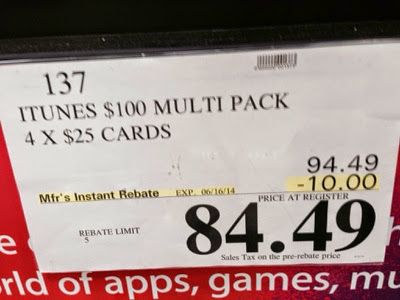 137
ITUNES $100 MULTI PACK
4 X $25 CARDS
94.49
Mfr's Instant Rebate EXP. 06/16/14 -10.00
PRICE AT REGISTER
REBATE LIMIT
5
84.49
Sales Tax on the pre-rebate price
rld of apps, games, mu